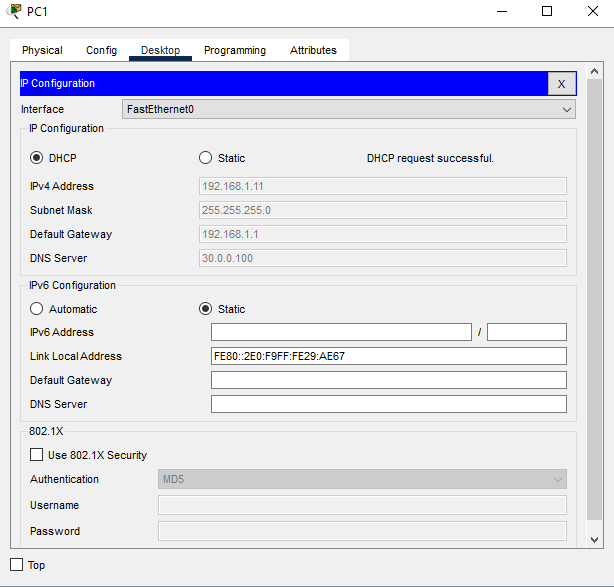 PC1
Physical Config Desktop Programming Attributes
IP Configuration X
Interface FastEthernet0
IP Configuration
DHCP Static DHCP request successful.
IPv4 Address 192.168.1.11
Subnet Mask 255.255.255.0
Default Gateway 192.168.1.1
DNS Server 30.0.0.100
IPv6 Configuration
Automatic Static
IPv6 Address /
Link Local Address FE80::2E0:F9FF:FE29:AE67
Default Gateway
DNS Server
802.1X
Use 802.1X Security
Authentication MD5
Username
Password
Top